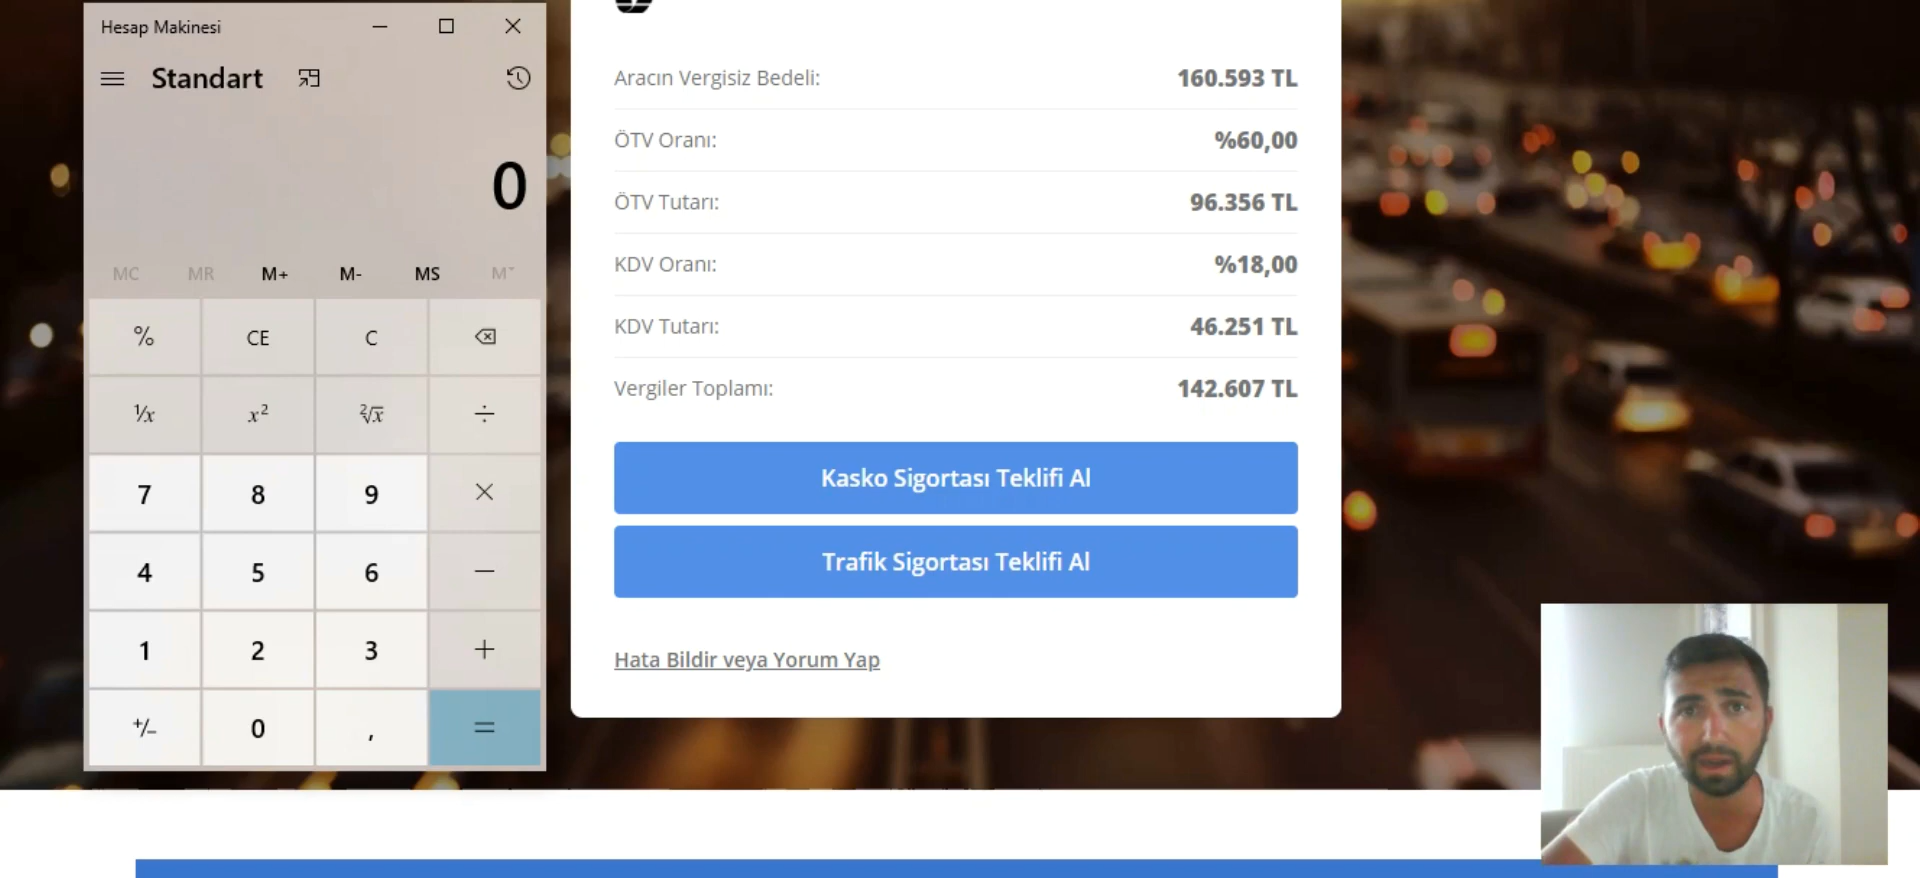 Hesap Makinesi
Standart
0
MC MR M+ M- MS M˅
% CE C
¹/x x² ²√x ÷
7 8 9 ×
4 5 6 −
1 2 3 +
+/− 0 , =
Aracın Vergisiz Bedeli: 160.593 TL
ÖTV Oranı: %60,00
ÖTV Tutarı: 96.356 TL
KDV Oranı: %18,00
KDV Tutarı: 46.251 TL
Vergiler Toplamı: 142.607 TL
Kasko Sigortası Teklifi Al
Trafik Sigortası Teklifi Al
Hata Bildir veya Yorum Yap